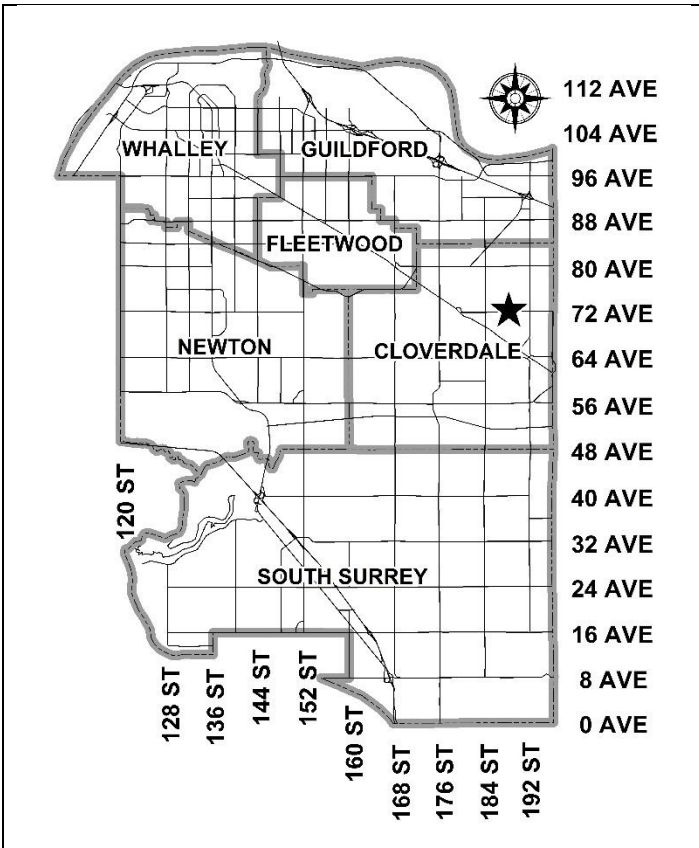 112 AVE
104 AVE
WHALLEY
GUILDFORD
96 AVE
88 AVE
FLEETWOOD
80 AVE
72 AVE
NEWTON
CLOVERDALE
64 AVE
56 AVE
48 AVE
120 ST
40 AVE
32 AVE
SOUTH SURREY
24 AVE
16 AVE
8 AVE
0 AVE
128 ST
136 ST
144 ST
152 ST
160 ST
168 ST
176 ST
184 ST
192 ST